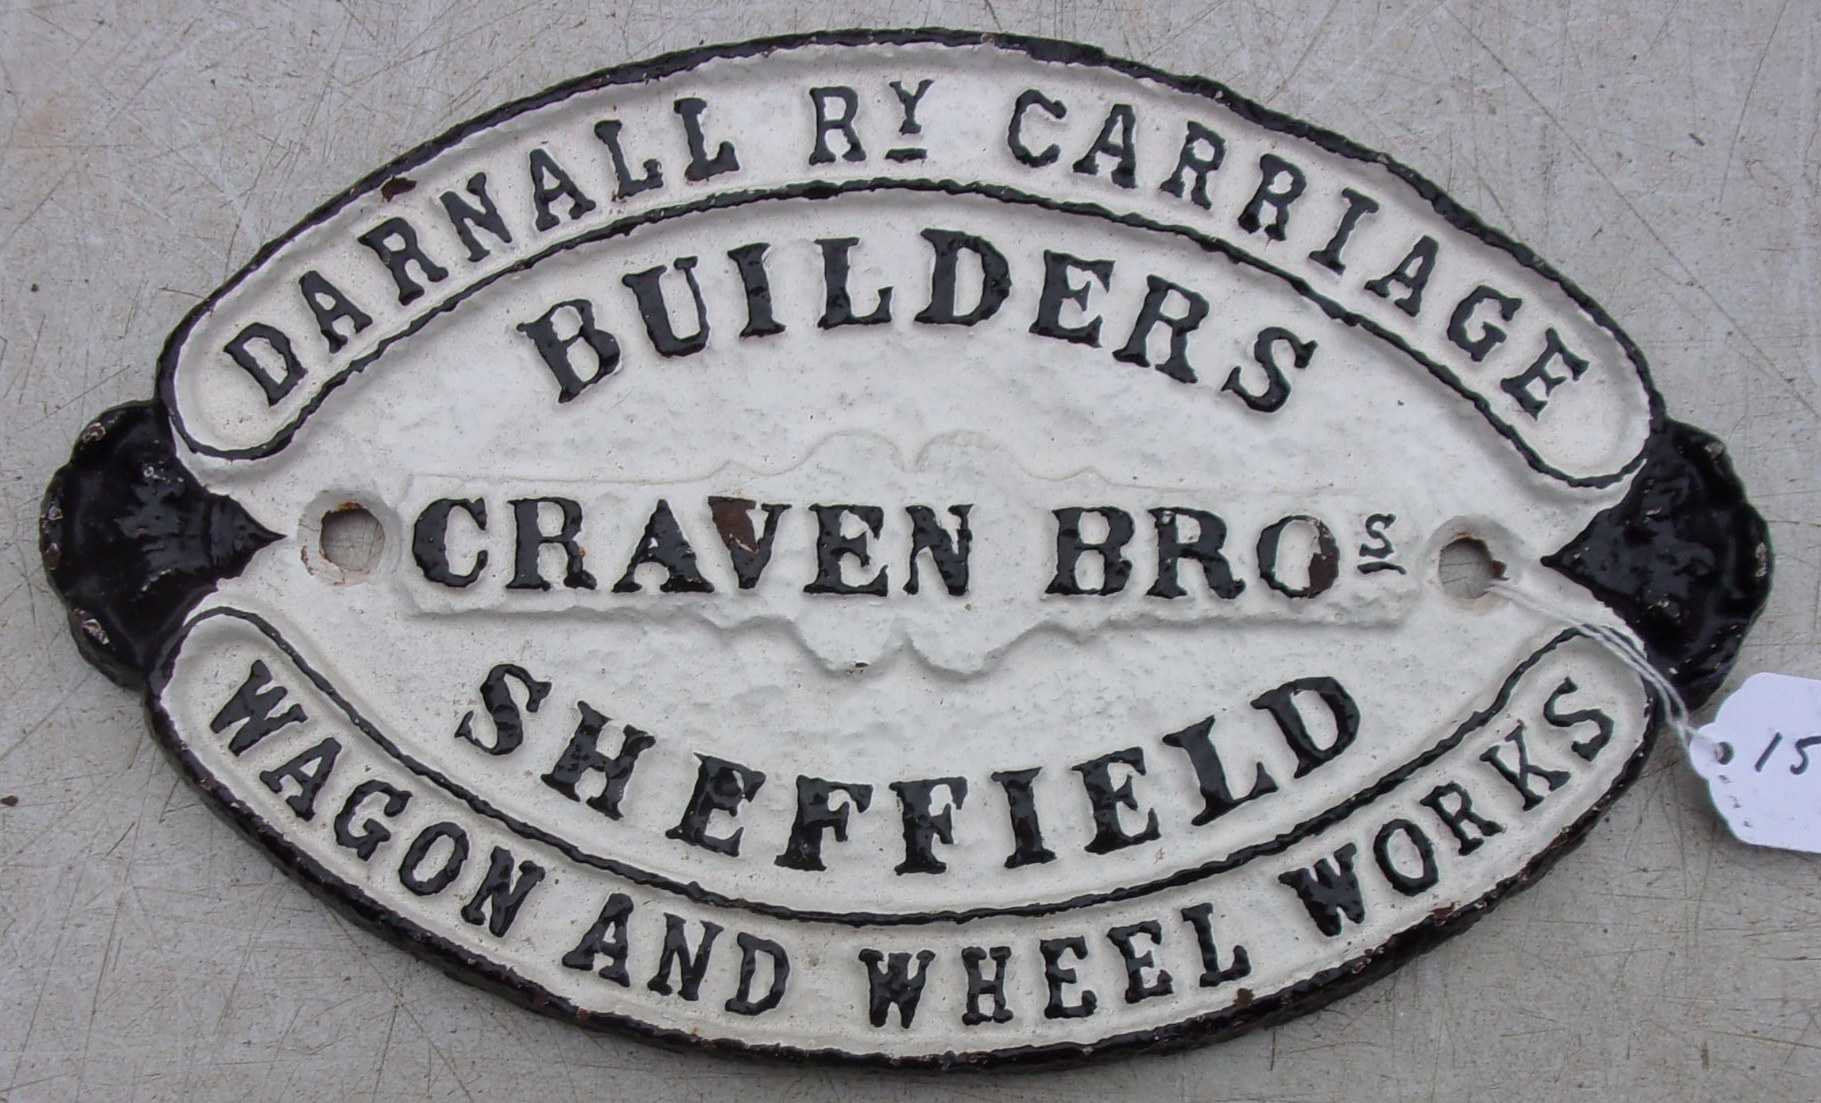 DARNALL RY CARRIAGE
BUILDERS
CRAVEN BROS
SHEFFIELD
WAGON AND WHEEL WORKS
15